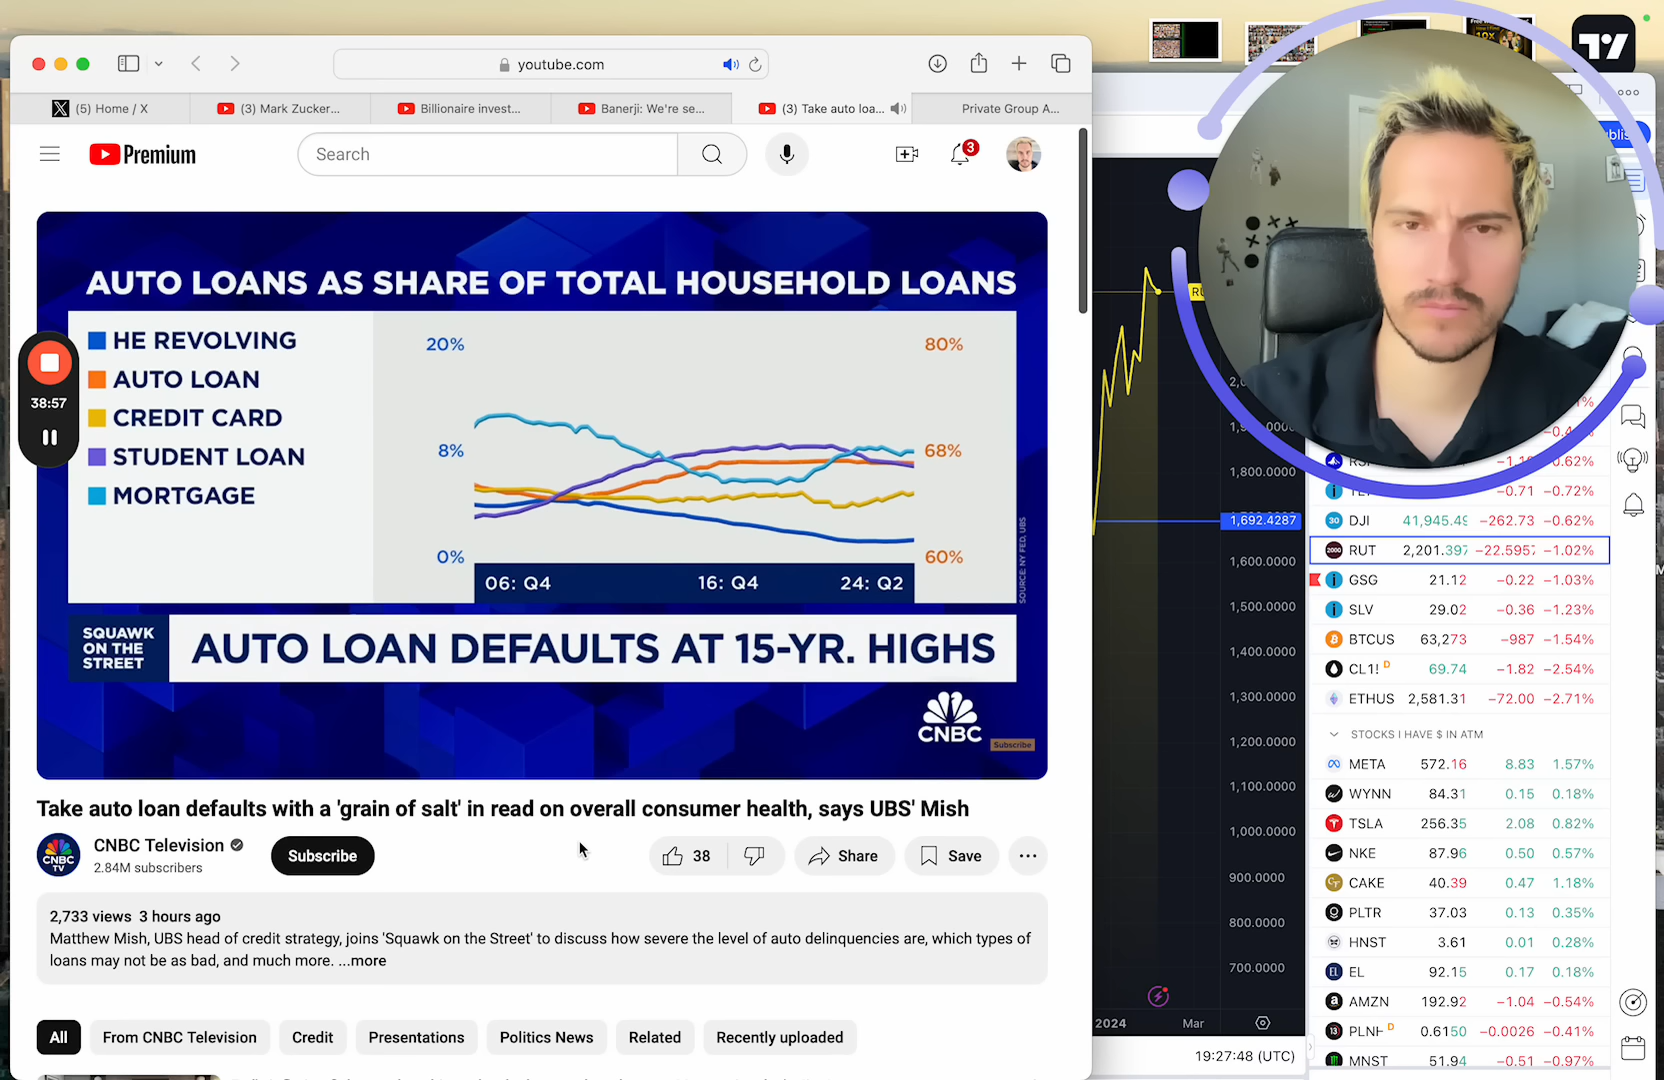 youtube.com
(5) Home / X
(3) Mark Zucker...
Billionaire invest...
Banerji: We're se...
(3) Take auto loa...
Private Group A...
Premium
Search
3
AUTO LOANS AS SHARE OF TOTAL HOUSEHOLD LOANS
HE REVOLVING
AUTO LOAN
CREDIT CARD
STUDENT LOAN
MORTGAGE
20%
8%
0%
80%
68%
60%
06: Q4
16: Q4
24: Q2
SOURCE: NY FED, UBS
SQUAWK
ON THE
STREET
AUTO LOAN DEFAULTS AT 15-YR. HIGHS
CNBC
Subscribe
38:57
Take auto loan defaults with a 'grain of salt' in read on overall consumer health, says UBS' Mish
CNBC
TV
CNBC Television
2.84M subscribers
Subscribe
38
Share
Save
2,733 views 3 hours ago
Matthew Mish, UBS head of credit strategy, joins 'Squawk on the Street' to discuss how severe the level of auto delinquencies are, which types of
loans may not be as bad, and much more. ...more
All
From CNBC Television
Credit
Presentations
Politics News
Related
Recently uploaded
1,800.0000
1,692.4287
1,600.0000
1,500.0000
1,400.0000
1,300.0000
1,200.0000
1,100.0000
1,000.0000
900.0000
800.0000
700.0000
2024
Mar
19:27:48 (UTC)
-0.71 -0.72%
30 DJI 41,945.49 -262.73 -0.62%
2000 RUT 2,201.397 -22.5957 -1.02%
GSG 21.12 -0.22 -1.03%
SLV 29.02 -0.36 -1.23%
BTCUS 63,273 -987 -1.54%
CL1! D 69.74 -1.82 -2.54%
ETHUS 2,581.31 -72.00 -2.71%
STOCKS I HAVE $ IN ATM
META 572.16 8.83 1.57%
WYNN 84.31 0.15 0.18%
TSLA 256.35 2.08 0.82%
NKE 87.96 0.50 0.57%
CAKE 40.39 0.47 1.18%
PLTR 37.03 0.13 0.35%
HNST 3.61 0.01 0.28%
EL EL 92.15 0.17 0.18%
AMZN 192.92 -1.04 -0.54%
13 PLNH D 0.6150 -0.0026 -0.41%
MNST 51.94 -0.51 -0.97%